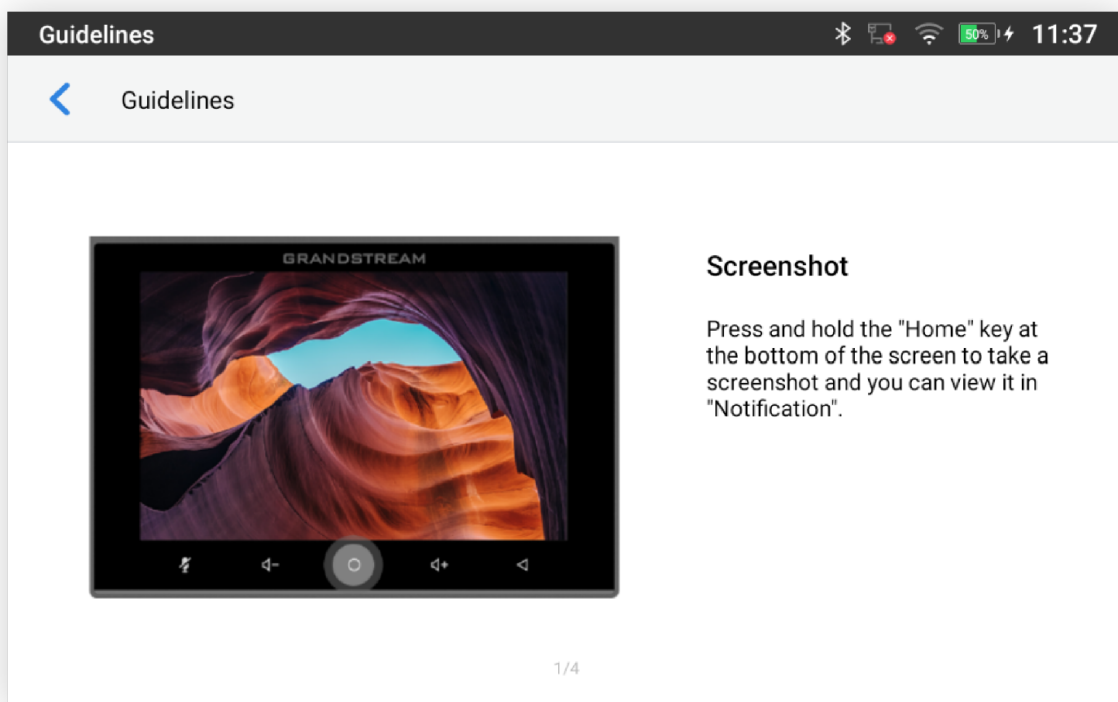 Guidelines
50%
11:37
Guidelines
GRANDSTREAM
Screenshot
Press and hold the "Home" key at
the bottom of the screen to take a
screenshot and you can view it in
"Notification".
1/4